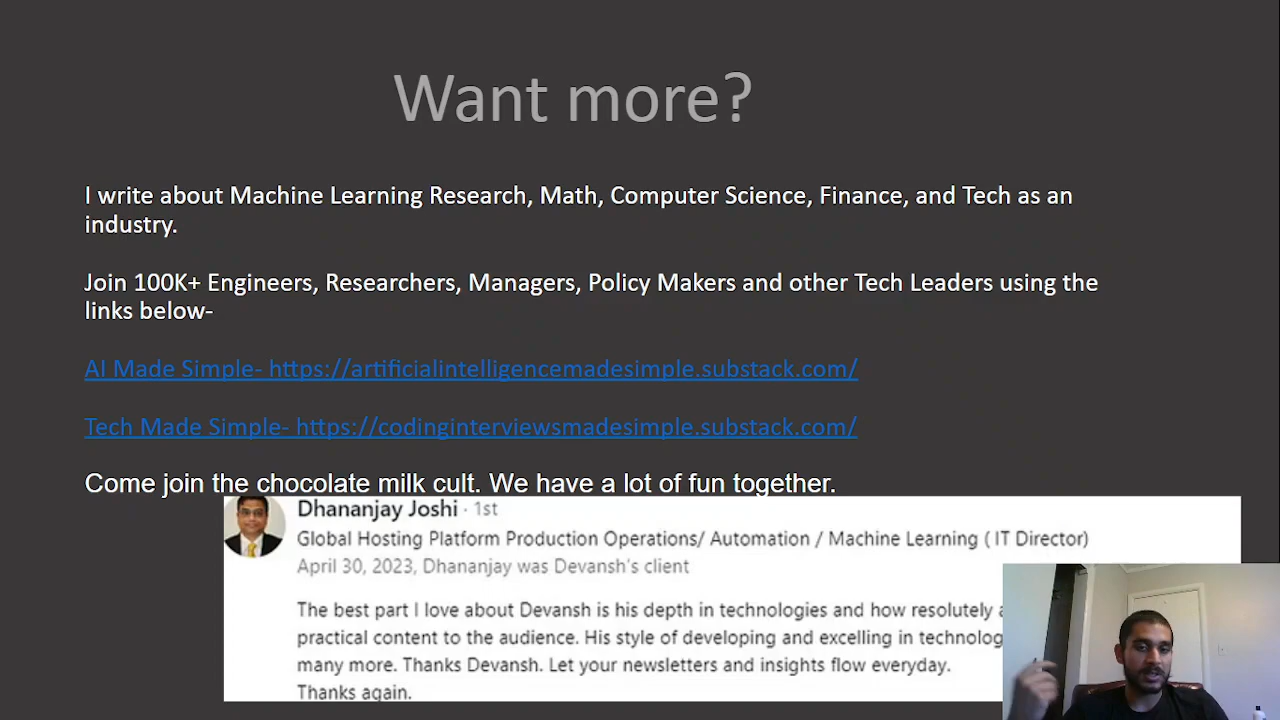 Want more?
I write about Machine Learning Research, Math, Computer Science, Finance, and Tech as an
industry.
Join 100K+ Engineers, Researchers, Managers, Policy Makers and other Tech Leaders using the
links below-
AI Made Simple- https://artificialintelligencemadesimple.substack.com/
Tech Made Simple- https://codinginterviewsmadesimple.substack.com/
Come join the chocolate milk cult. We have a lot of fun together.
Dhananjay Joshi · 1st
Global Hosting Platform Production Operations/ Automation / Machine Learning ( IT Director)
April 30, 2023, Dhananjay was Devansh's client
The best part I love about Devansh is his depth in technologies and how resolutely
practical content to the audience. His style of developing and excelling in
many more. Thanks Devansh. Let your newsletters and insights flow everyday.
Thanks again.